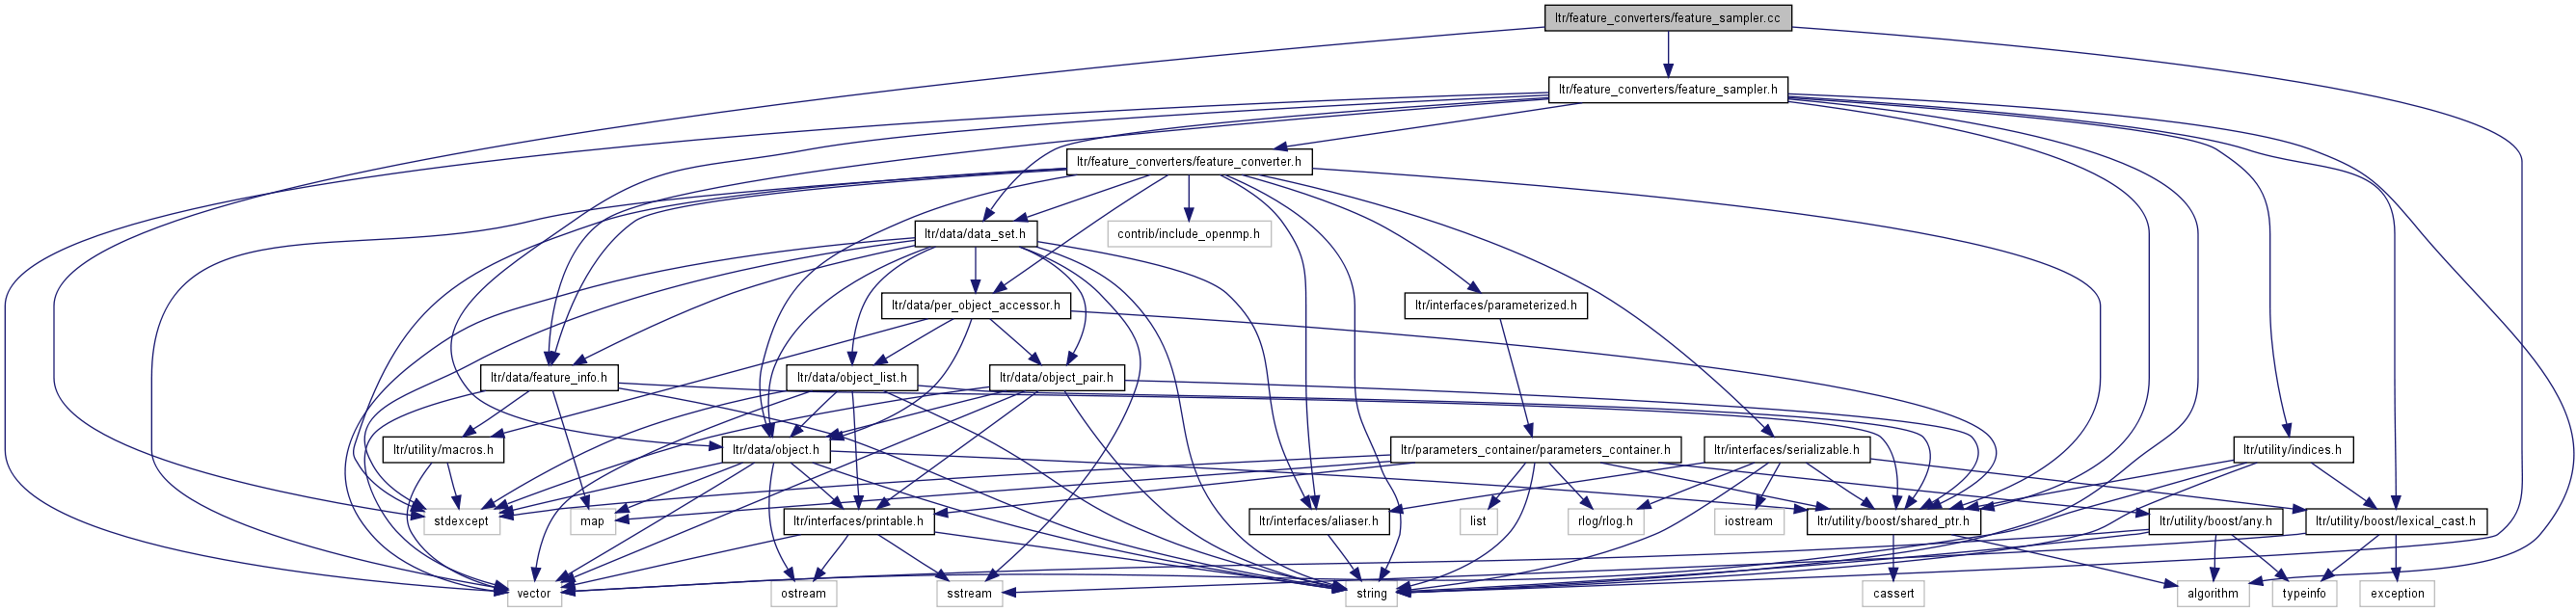 ltr/feature_converters/feature_sampler.cc
ltr/feature_converters/feature_sampler.h
ltr/feature_converters/feature_converter.h
ltr/data/data_set.h
contrib/include_openmp.h
ltr/data/per_object_accessor.h
ltr/interfaces/parameterized.h
ltr/data/feature_info.h
ltr/data/object_list.h
ltr/data/object_pair.h
ltr/utility/macros.h
ltr/data/object.h
ltr/parameters_container/parameters_container.h
ltr/interfaces/serializable.h
ltr/utility/indices.h
stdexcept
map
ltr/interfaces/printable.h
ltr/interfaces/aliaser.h
list
rlog/rlog.h
iostream
ltr/utility/boost/shared_ptr.h
ltr/utility/boost/any.h
ltr/utility/boost/lexical_cast.h
vector
ostream
sstream
string
cassert
algorithm
typeinfo
exception